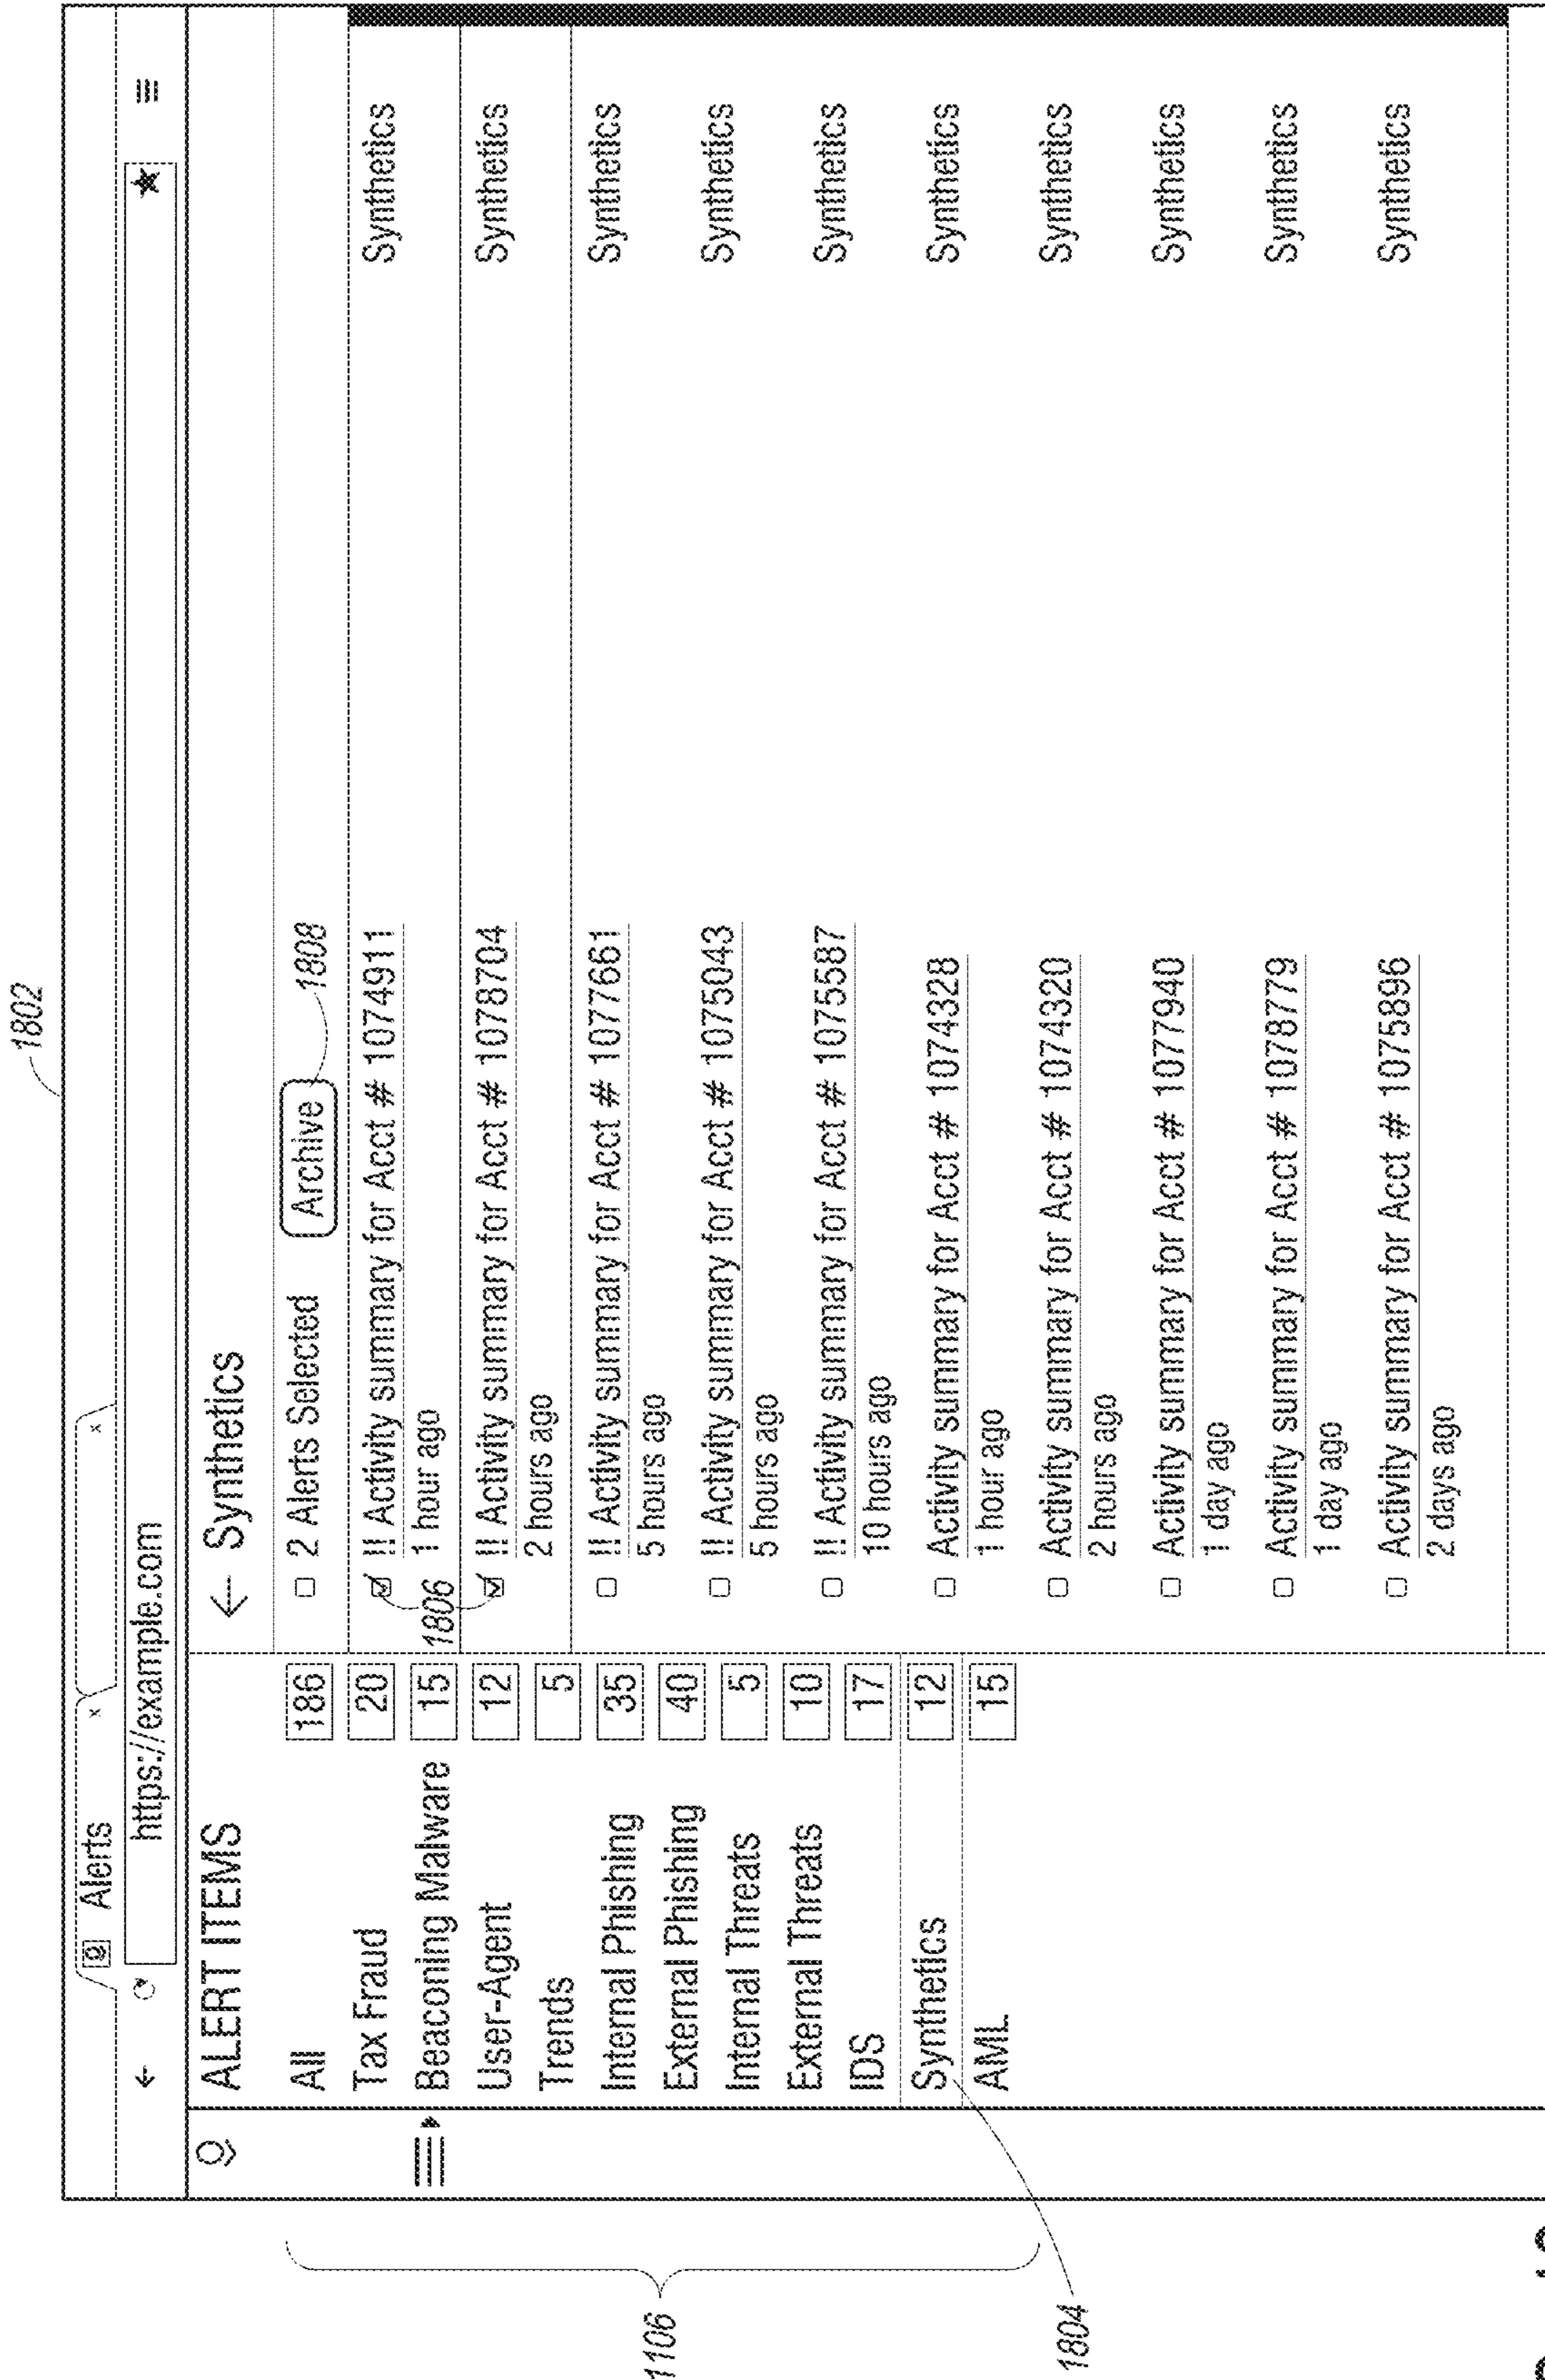 1802
Alerts
x
x
https://example.com
ALERT ITEMS
All 186
Tax Fraud 20
Beaconing Malware 15
User-Agent 12
Trends 5
Internal Phishing 35
External Phishing 40
Internal Threats 5
External Threats 10
IDS 17
Synthetics 12
AML 15
1106
1804
← Synthetics
2 Alerts Selected
Archive
1808
!! Activity summary for Acct # 1074911 Synthetics
1 hour ago
1806
!! Activity summary for Acct # 1078704 Synthetics
2 hours ago
!! Activity summary for Acct # 1077661 Synthetics
5 hours ago
!! Activity summary for Acct # 1075043 Synthetics
5 hours ago
!! Activity summary for Acct # 1075587 Synthetics
10 hours ago
Activity summary for Acct # 1074328 Synthetics
1 hour ago
Activity summary for Acct # 1074320 Synthetics
2 hours ago
Activity summary for Acct # 1077940 Synthetics
1 day ago
Activity summary for Acct # 1078779 Synthetics
1 day ago
Activity summary for Acct # 1075896 Synthetics
2 days ago